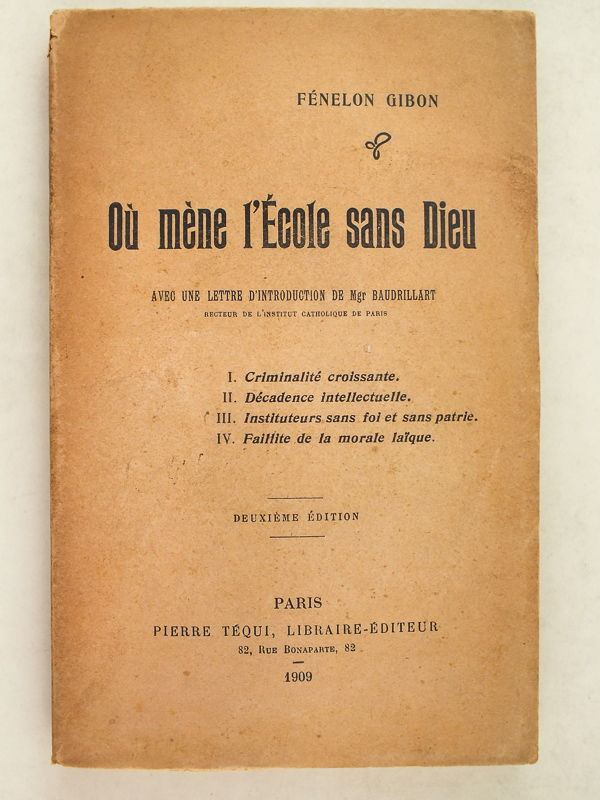 FÉNELON GIBON
Où mène l'École sans Dieu
AVEC UNE LETTRE D'INTRODUCTION DE Mgr BAUDRILLART
RECTEUR DE L'INSTITUT CATHOLIQUE DE PARIS
I. Criminalité croissante.
II. Décadence intellectuelle.
III. Instituteurs sans foi et sans patrie.
IV. Faillite de la morale laïque.
DEUXIÈME ÉDITION
PARIS
PIERRE TÉQUI, LIBRAIRE-ÉDITEUR
82, RUE BONAPARTE, 82
1909